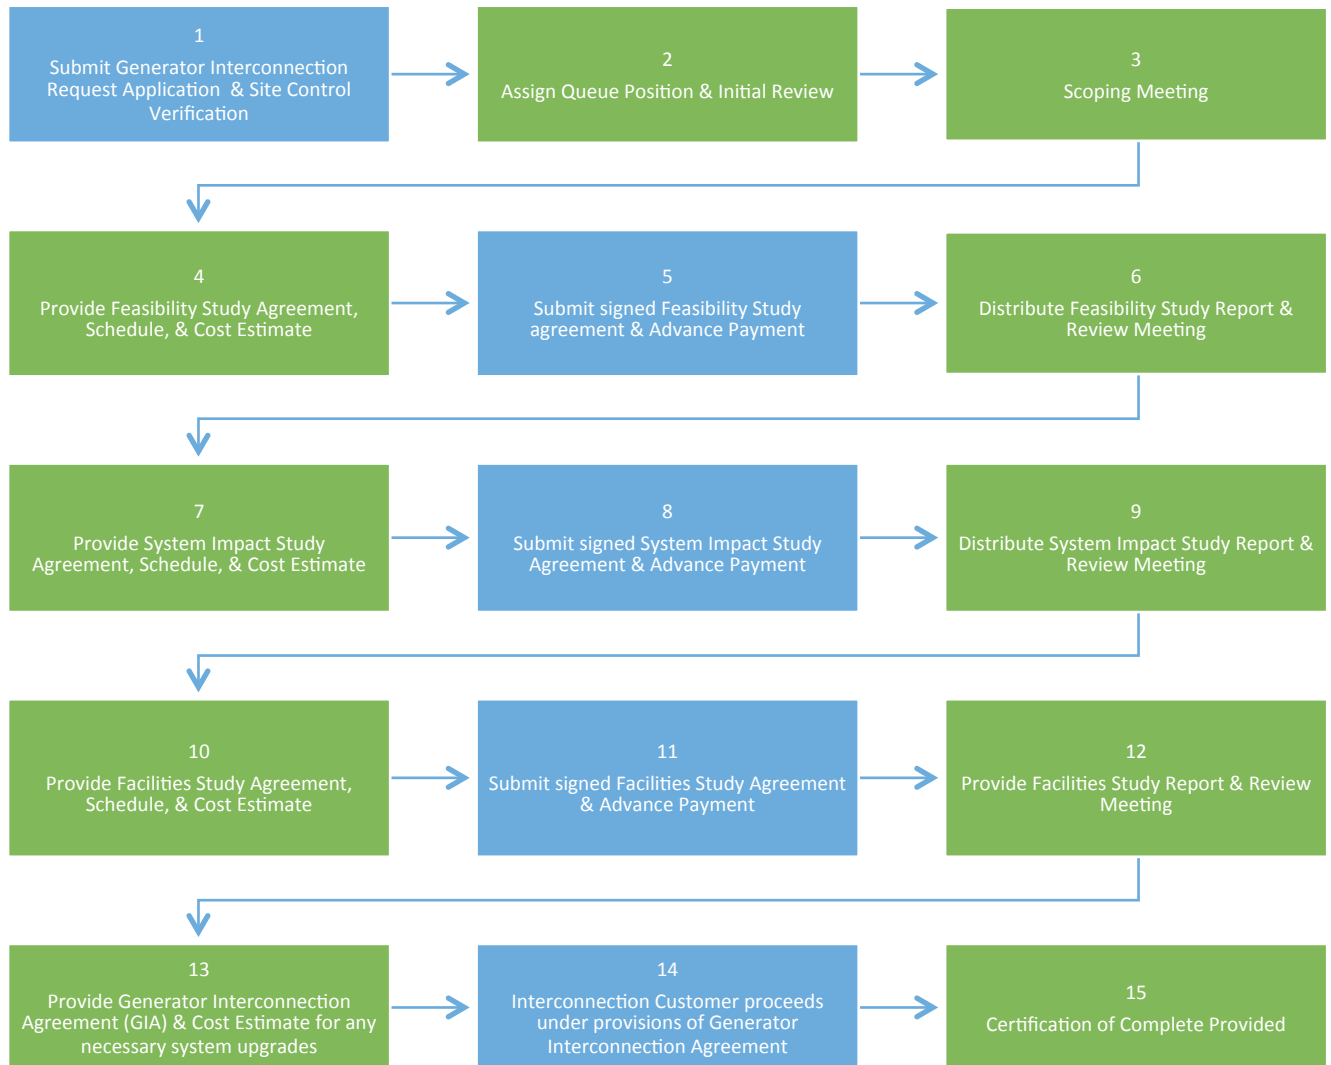 1
Submit Generator Interconnection
Request Application & Site Control
Verification
2
Assign Queue Position & Initial Review
3
Scoping Meeting
4
Provide Feasibility Study Agreement,
Schedule, & Cost Estimate
5
Submit signed Feasibility Study
agreement & Advance Payment
6
Distribute Feasibility Study Report &
Review Meeting
7
Provide System Impact Study
Agreement, Schedule, & Cost Estimate
8
Submit signed System Impact Study
Agreement & Advance Payment
9
Distribute System Impact Study Report &
Review Meeting
10
Provide Facilities Study Agreement,
Schedule, & Cost Estimate
11
Submit signed Facilities Study Agreement
& Advance Payment
12
Provide Facilities Study Report & Review
Meeting
13
Provide Generator Interconnection
Agreement (GIA) & Cost Estimate for any
necessary system upgrades
14
Interconnection Customer proceeds
under provisions of Generator
Interconnection Agreement
15
Certification of Complete Provided